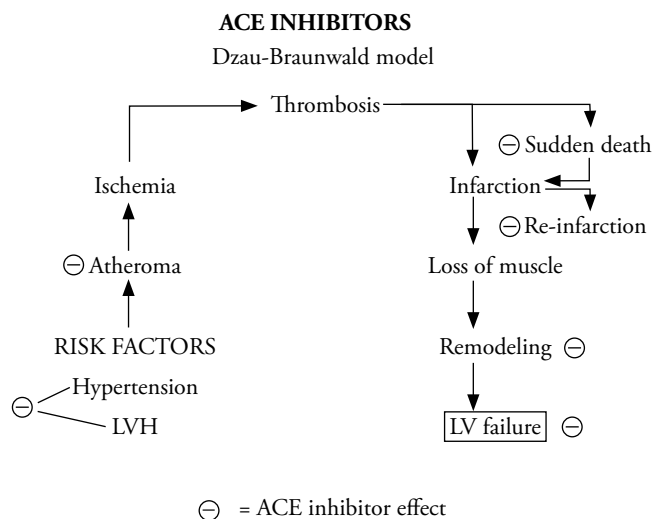 ACE INHIBITORS
Dzau-Braunwald model
Thrombosis
⊖ Sudden death
Ischemia
Infarction
⊖ Re-infarction
⊖ Atheroma
Loss of muscle
RISK FACTORS
Remodeling ⊖
⊖ Hypertension
LVH
LV failure ⊖
⊖ = ACE inhibitor effect